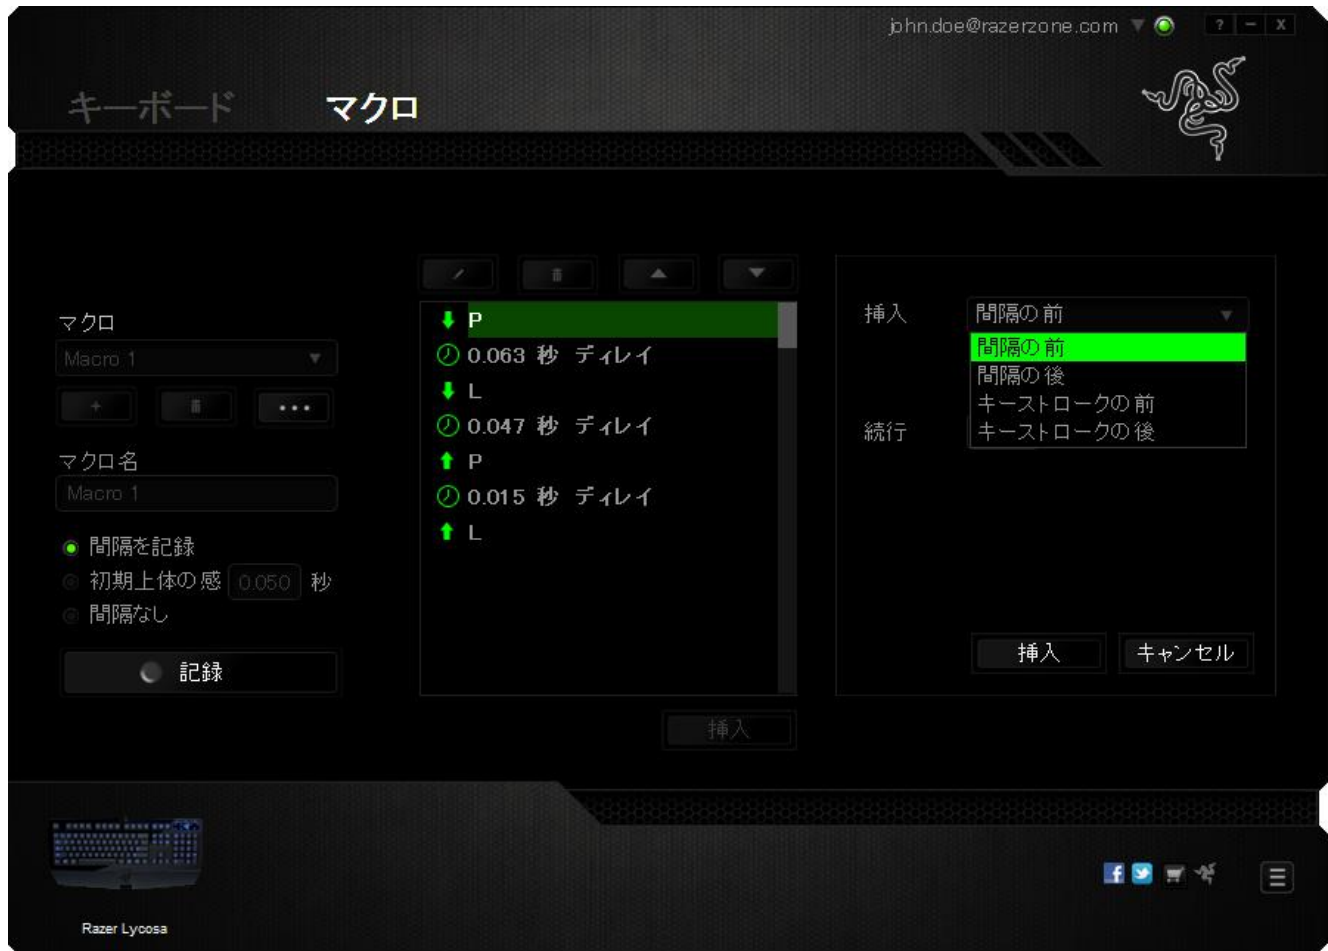 john.doe@razerzone.com
? – X
キーボード マクロ
マクロ
Macro 1
マクロ名
Macro 1
間隔を記録
初期上体の感 0.050 秒
間隔なし
記録
P
0.063 秒 ディレイ
L
0.047 秒 ディレイ
P
0.015 秒 ディレイ
L
挿入
挿入 間隔の前
間隔の前
間隔の後
キーストロークの前
キーストロークの後
続行
挿入 キャンセル
Razer Lycosa